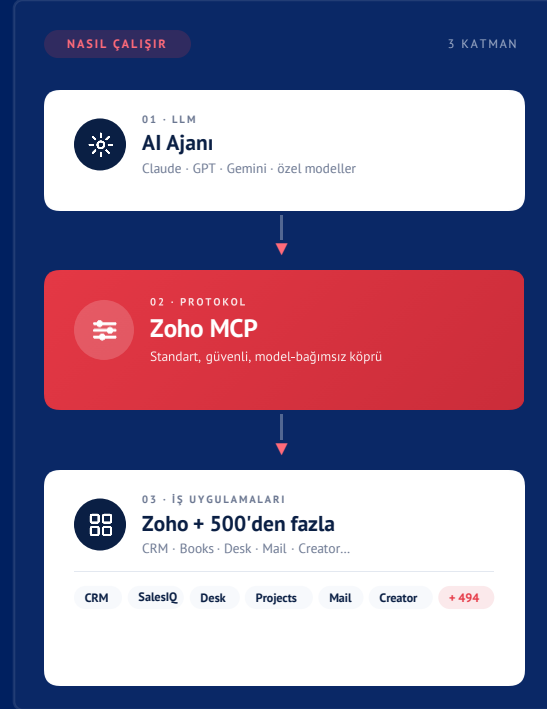 NASIL ÇALIŞIR
3 KATMAN
01 · LLM
AI Ajanı
Claude · GPT · Gemini · özel modeller
02 · PROTOKOL
Zoho MCP
Standart, güvenli, model-bağımsız köprü
03 · İŞ UYGULAMALARI
Zoho + 500'den fazla
CRM · Books · Desk · Mail · Creator...
CRM SalesIQ Desk Projects Mail Creator + 494